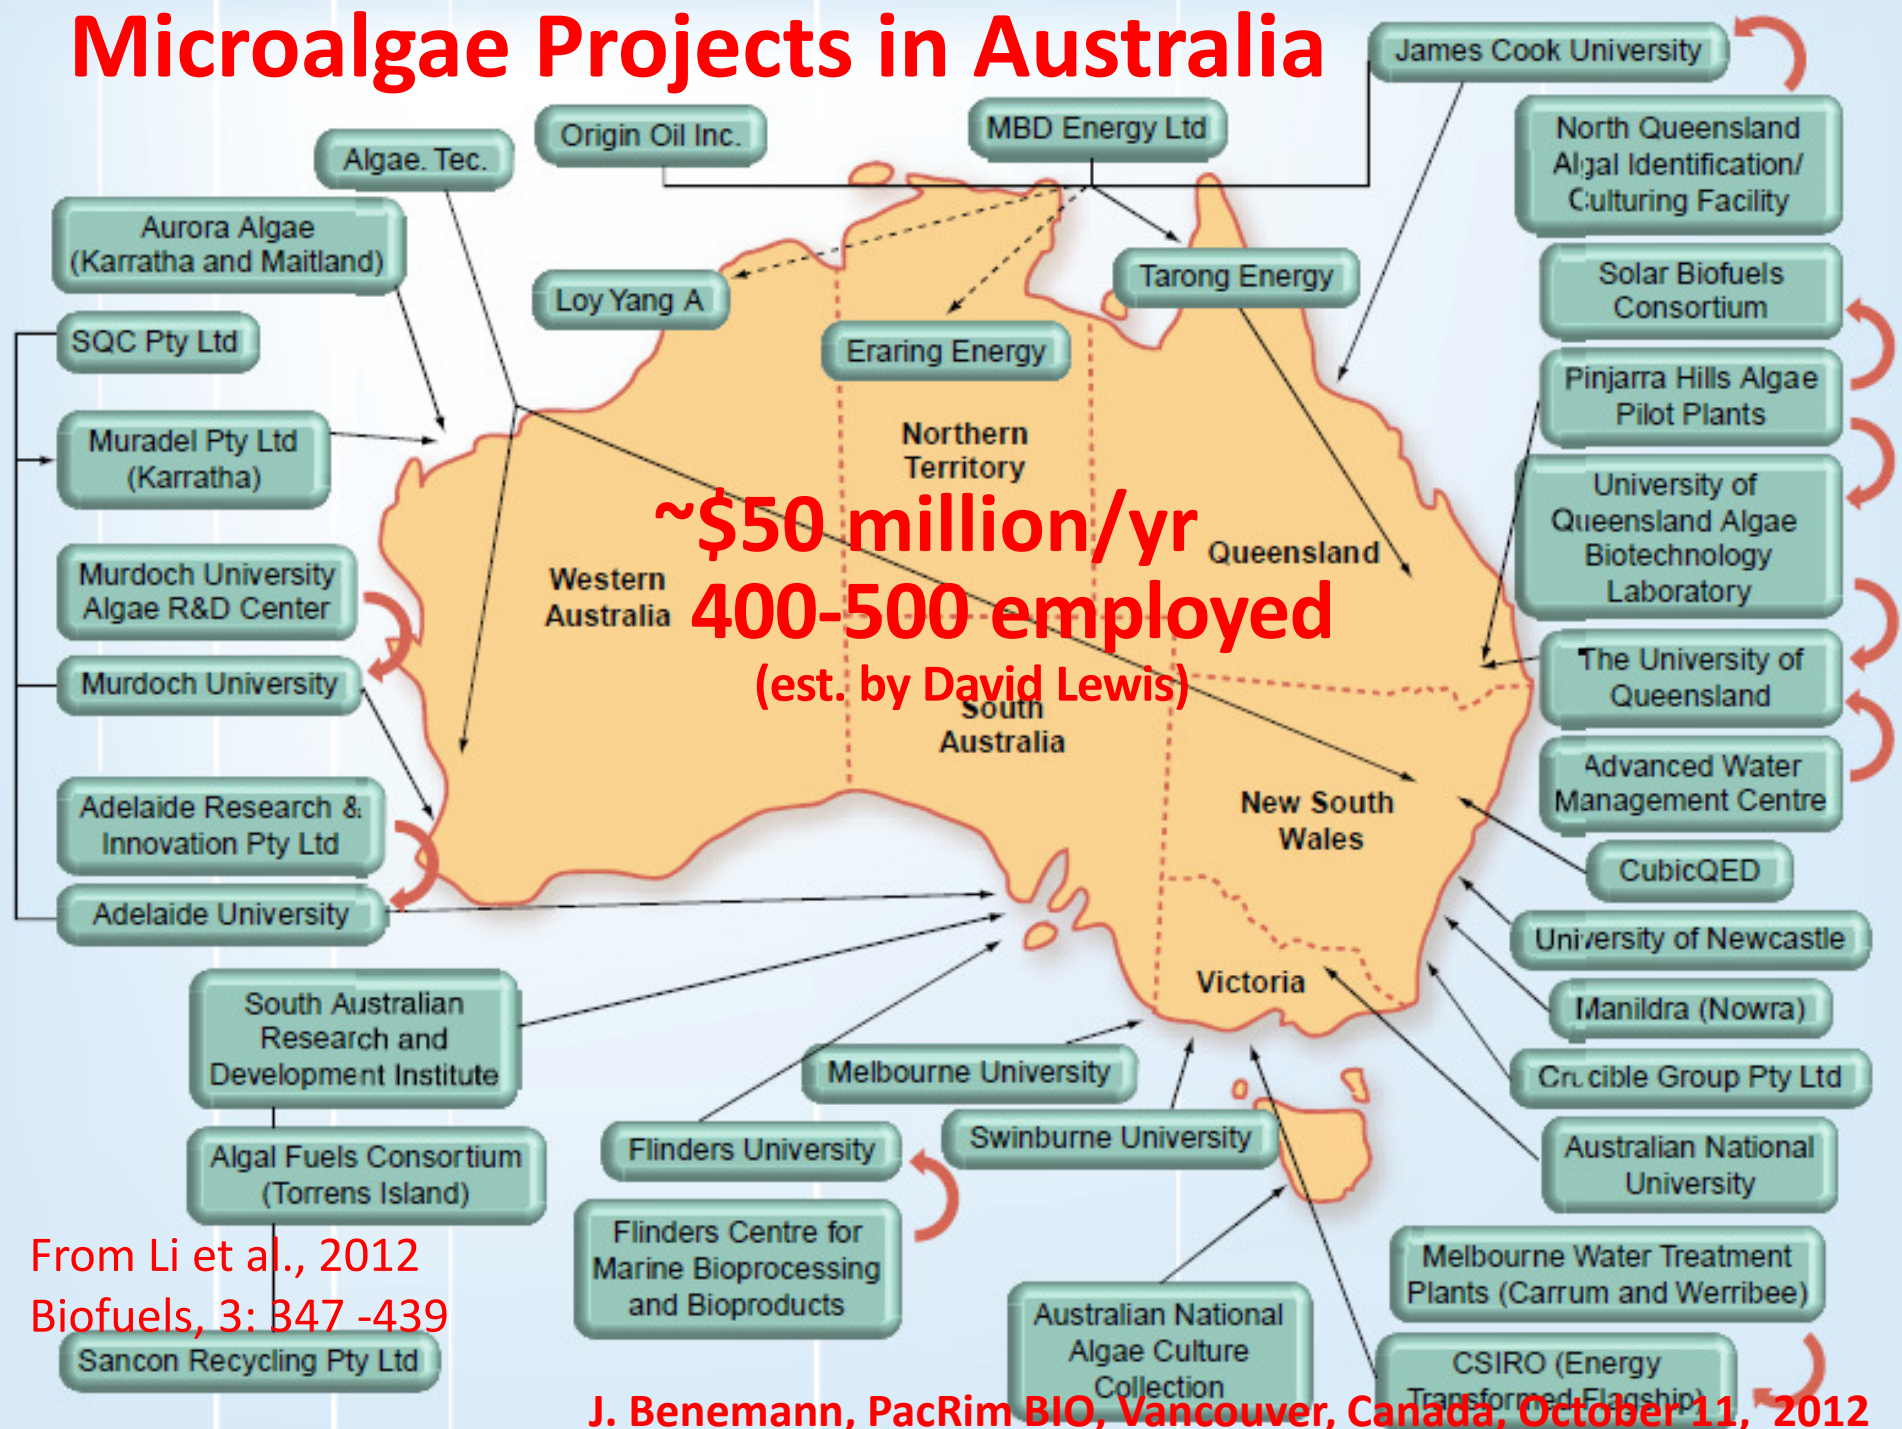 Microalgae Projects in Australia
James Cook University
Origin Oil Inc.
MBD Energy Ltd
Algae. Tec.
North Queensland
Algal Identification/
Culturing Facility
Aurora Algae
(Karratha and Maitland)
Loy Yang A
Tarong Energy
Solar Biofuels
Consortium
SQC Pty Ltd
Eraring Energy
Pinjarra Hills Algae
Pilot Plants
Muradel Pty Ltd
(Karratha)
Northern
Territory
~$50 million/yr
University of
Queensland Algae
Biotechnology
Laboratory
Queensland
Western
Australia
400-500 employed
(est. by David Lewis)
Murdoch University
Algae R&D Center
Murdoch University
The University of
Queensland
South
Australia
Advanced Water
Management Centre
New South
Wales
Adelaide Research &
Innovation Pty Ltd
CubicQED
Adelaide University
University of Newcastle
Victoria
Manildra (Nowra)
South Australian
Research and
Development Institute
Melbourne University
Crucible Group Pty Ltd
Flinders University
Swinburne University
Australian National
University
Algal Fuels Consortium
(Torrens Island)
Flinders Centre for
Marine Bioprocessing
and Bioproducts
Melbourne Water Treatment
Plants (Carrum and Werribee)
From Li et al., 2012
Biofuels, 3: 347 -439
Australian National
Algae Culture
Collection
Sancon Recycling Pty Ltd
CSIRO (Energy
Transformed Flagship)
J. Benemann, PacRim BIO, Vancouver, Canada, October 11, 2012